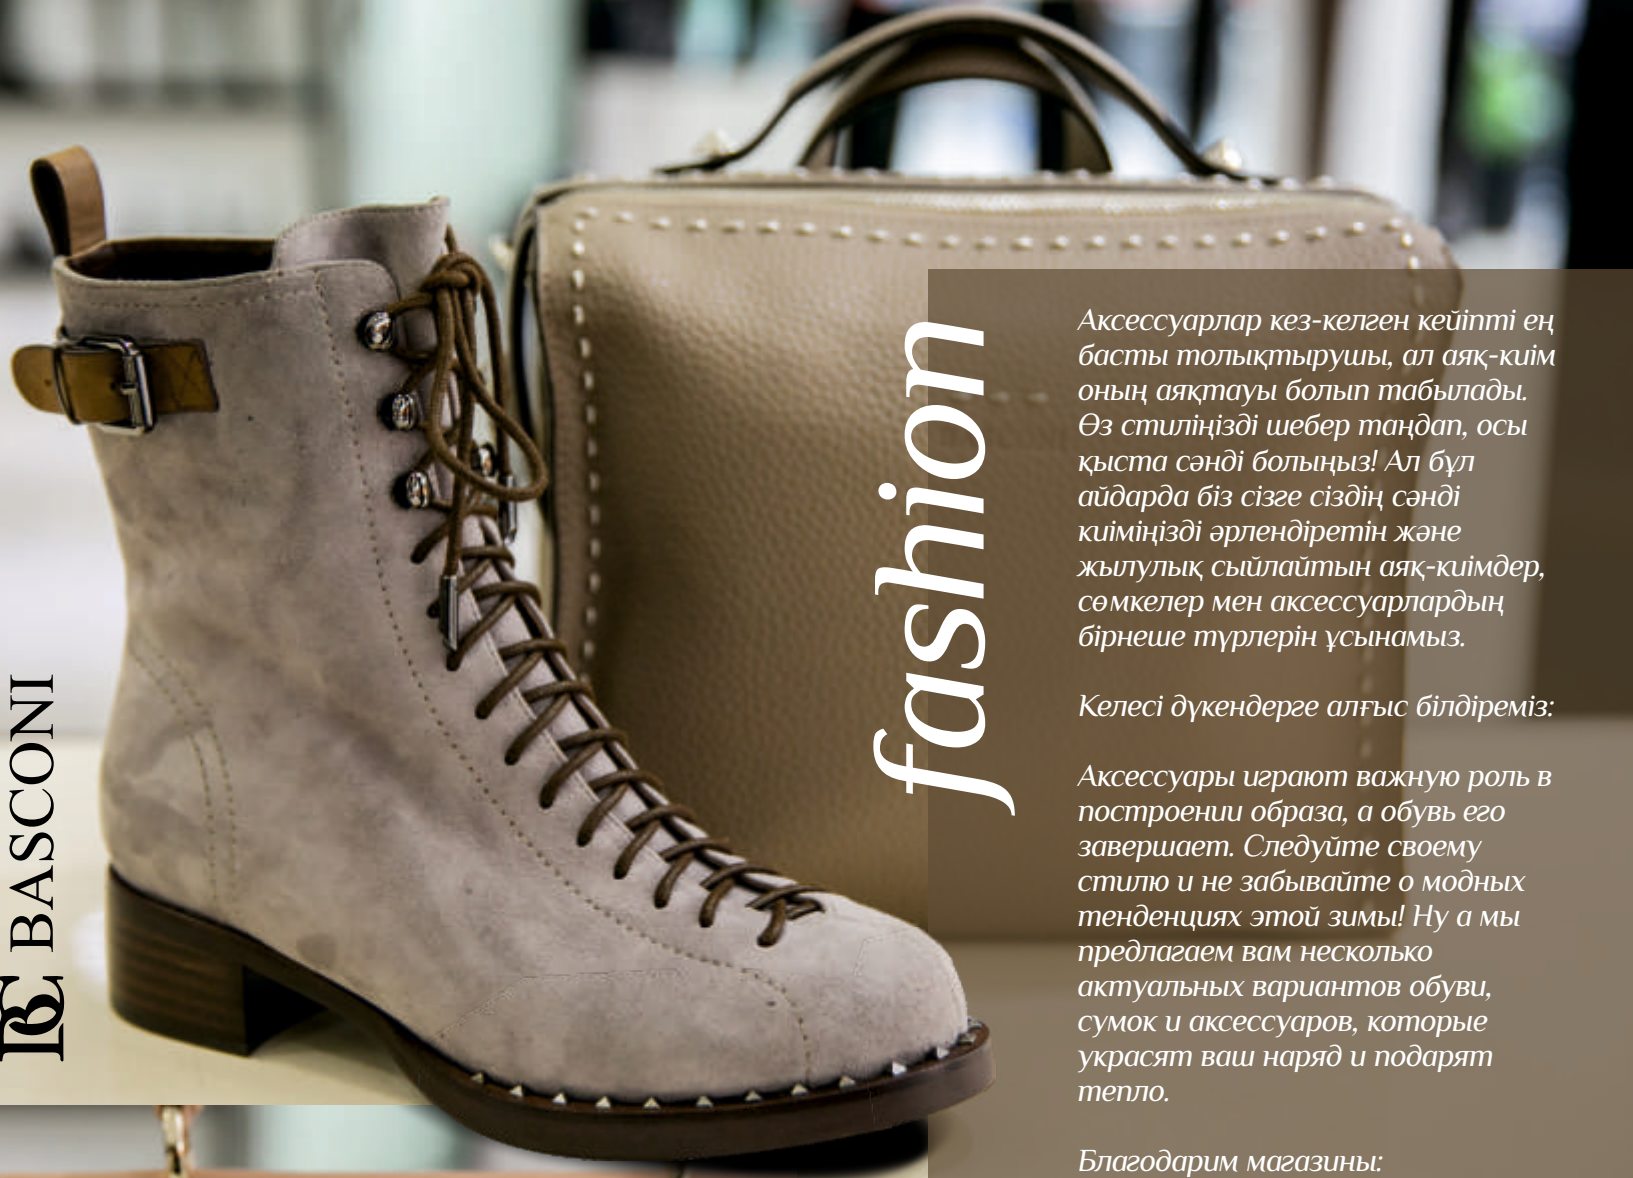 BC BASCONI
fashion
Аксессуарлар кез-келген кейіпті ең
басты толықтырушы, ал аяқ-киім
оның аяқтауы болып табылады.
Өз стиліңізді шебер таңдап, осы
қыста сәнді болыңыз! Ал бұл
айдарда біз сізге сіздің сәнді
киіміңізді әрлендіретін және
жылулық сыйлайтын аяқ-киімдер,
сөмкелер мен аксессуарлардың
бірнеше түрлерін ұсынамыз.
Келесі дүкендерге алғыс білдіреміз:
Аксессуары играют важную роль в
построении образа, а обувь его
завершает. Следуйте своему
стилю и не забывайте о модных
тенденциях этой зимы! Ну а мы
предлагаем вам несколько
актуальных вариантов обуви,
сумок и аксессуаров, которые
украсят ваш наряд и подарят
тепло.
Благодарим магазины: